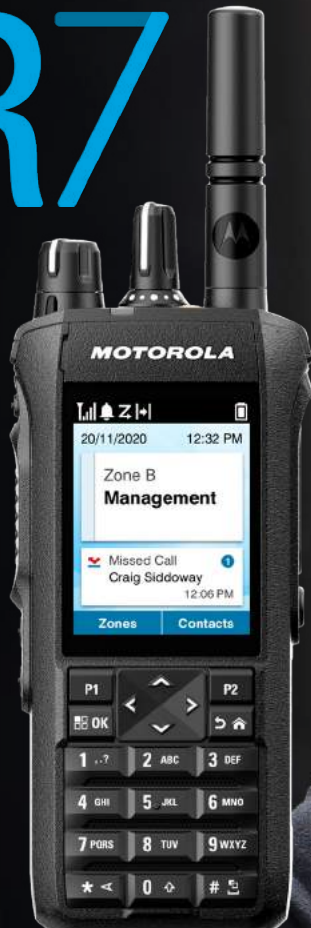 R7
MOTOROLA
20/11/2020 12:32 PM
Zone B
Management
Missed Call 1
Craig Siddoway
12:06 PM
Zones Contacts
P1 P2
OK
1 .,? 2 ABC 3 DEF
4 GHI 5 JKL 6 MNO
7 PQRS 8 TUV 9 WXYZ
* 0 #